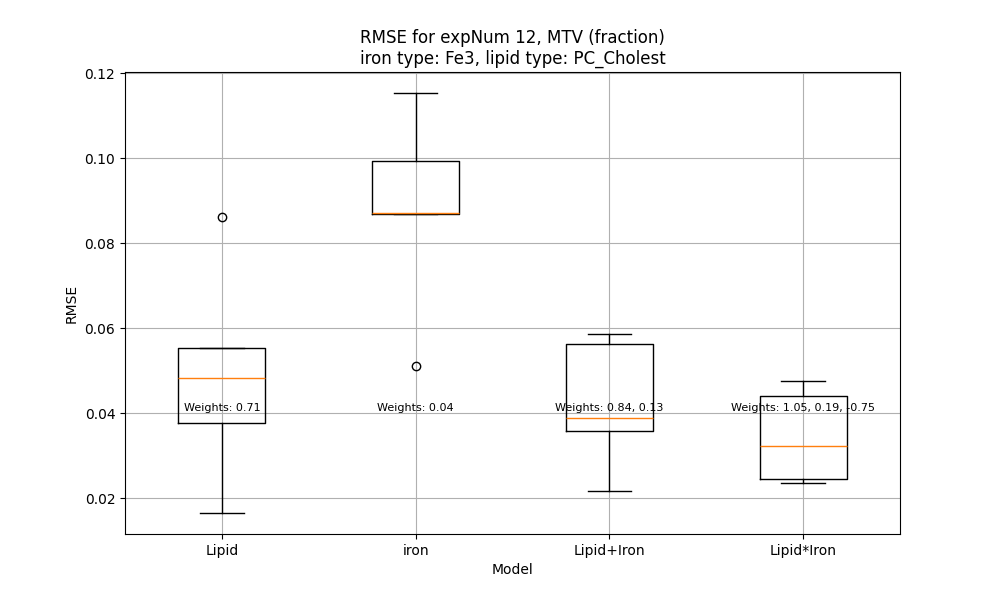 RMSE for expNum 12, MTV (fraction)
iron type: Fe3, lipid type: PC_Cholest
0.12
0.10
0.08
0.06
0.04
0.02
RMSE
Weights: 0.71
Weights: 0.04
Weights: 0.84, 0.13
Weights: 1.05, 0.19, -0.75
Lipid
iron
Lipid+Iron
Lipid*Iron
Model